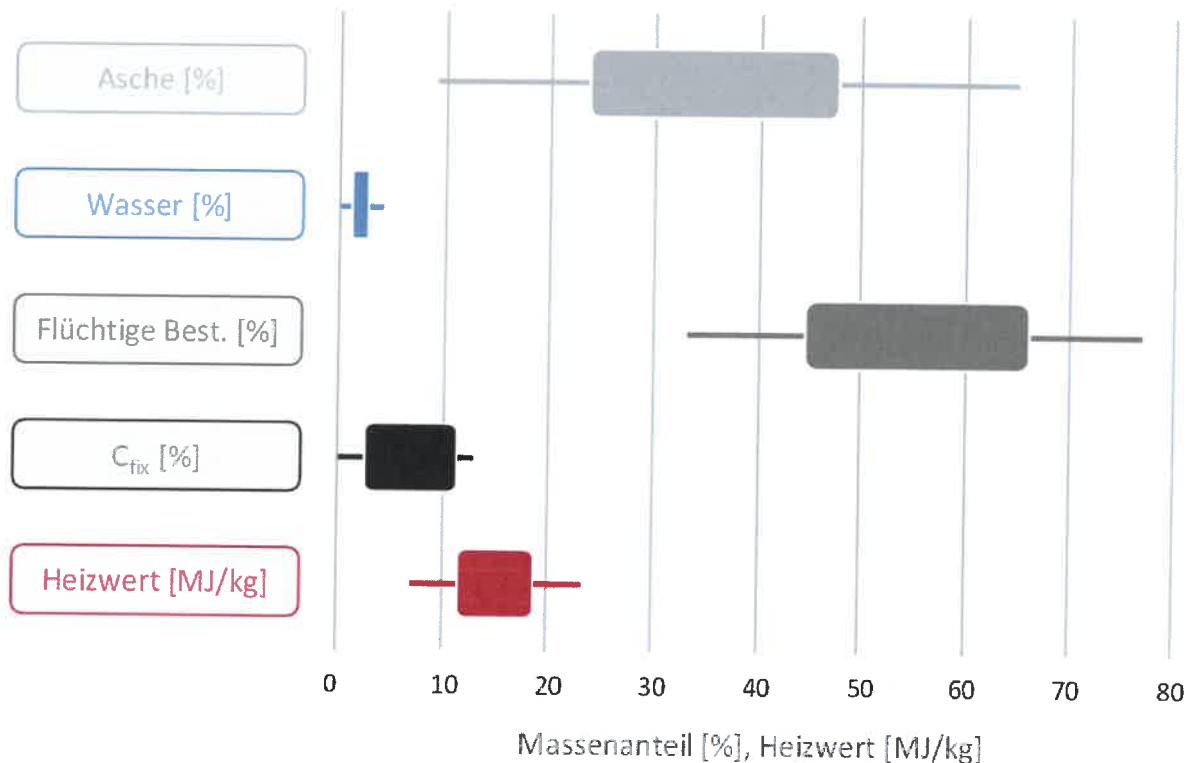 Asche [%]
Wasser [%]
Flüchtige Best. [%]
Cfix [%]
Heizwert [MJ/kg]
0 10 20 30 40 50 60 70 80
Massenanteil [%], Heizwert [MJ/kg]